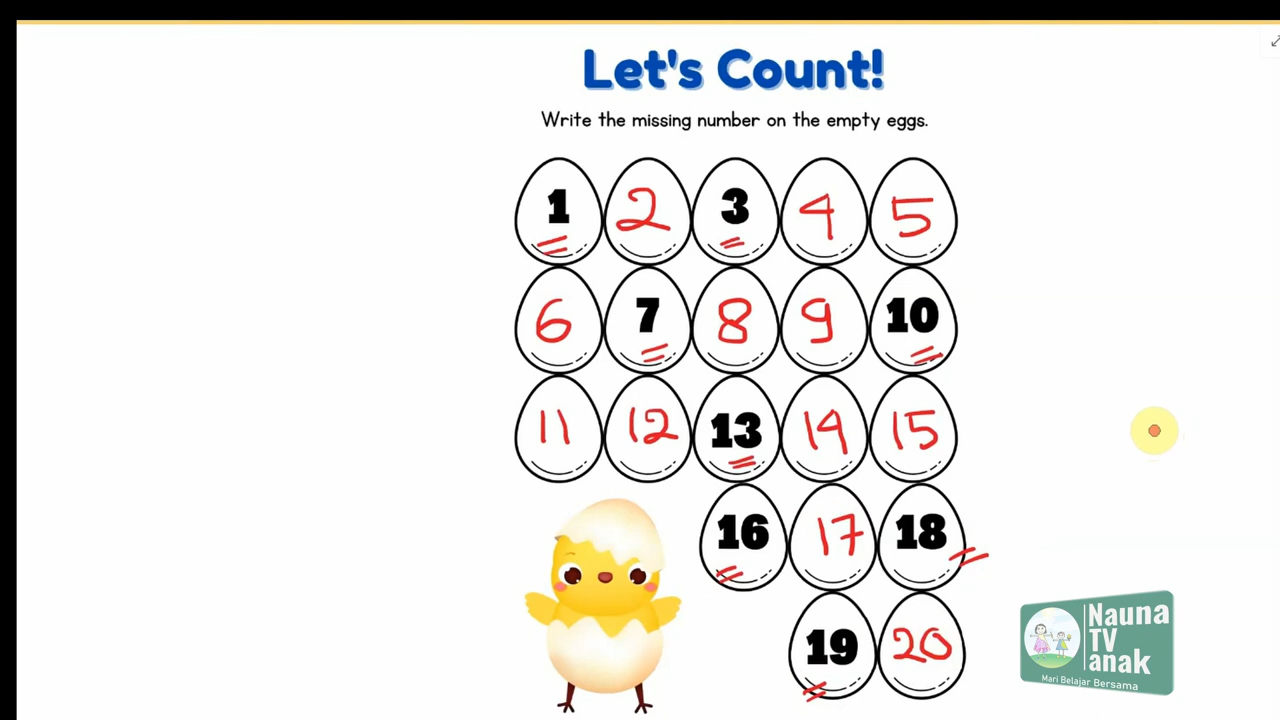 Let's Count!
Write the missing number on the empty eggs.
1 2 3 4 5
6 7 8 9 10
11 12 13 14 15
16 17 18
19 20
Nauna
TV
anak
Mari Belajar Bersama